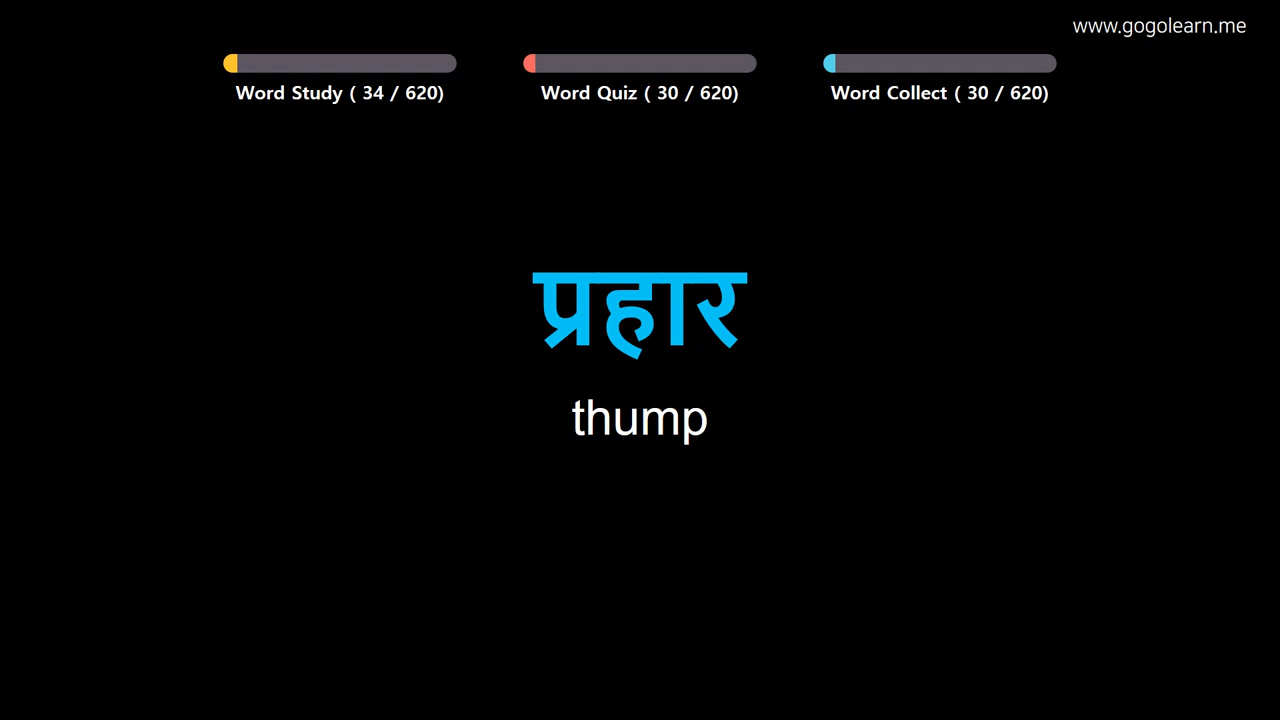 www.gogolearn.me
Word Study ( 34 / 620)
Word Quiz ( 30 / 620)
Word Collect ( 30 / 620)
प्रहार
thump